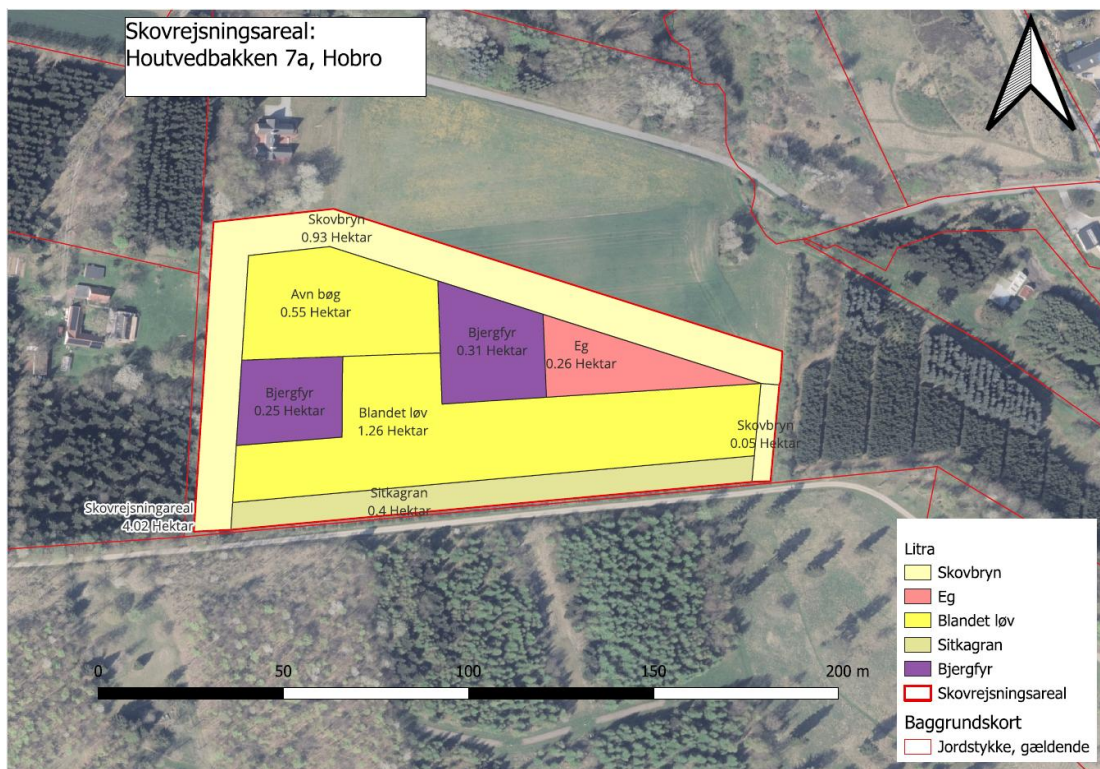 Skovrejsningsareal:
Houtvedbakken 7a, Hobro
Skovbryn
0.93 Hektar
Avn bøg
0.55 Hektar
Bjergfyr
0.31 Hektar
Eg
0.26 Hektar
Bjergfyr
0.25 Hektar
Blandet løv
1.26 Hektar
Skovbryn
0.05 Hektar
Sitkagran
0.4 Hektar
Skovrejsningareal
4.02 Hektar
Litra
Skovbryn
Eg
Blandet løv
Sitkagran
Bjergfyr
Skovrejsningsareal
Baggrundskort
Jordstykke, gældende
0 50 100 150 200 m